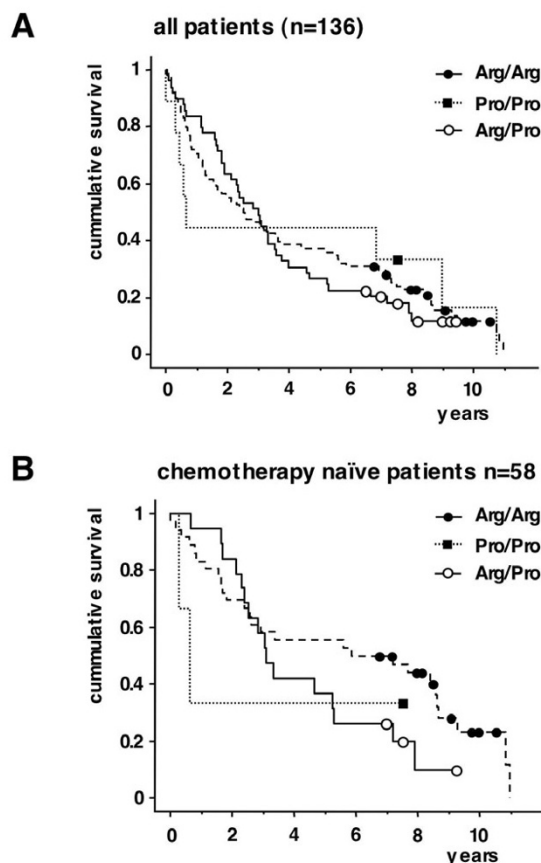 A
all patients (n=136)
1
0.8
0.6
0.4
0.2
0
cummulative survival
Arg/Arg
Pro/Pro
Arg/Pro
0 2 4 6 8 10
years
B
chemotherapy naïve patients n=58
1
0.8
0.6
0.4
0.2
0
cummulative survival
Arg/Arg
Pro/Pro
Arg/Pro
0 2 4 6 8 10
years